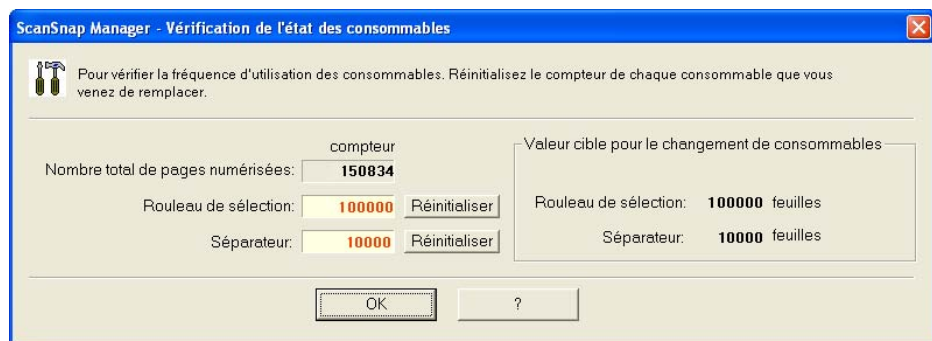 ScanSnap Manager - Vérification de l'état des consommables
Pour vérifier la fréquence d'utilisation des consommables. Réinitialisez le compteur de chaque consommable que vous
venez de remplacer.
compteur
Nombre total de pages numérisées: 150834
Rouleau de sélection: 100000 Réinitialiser
Séparateur: 10000 Réinitialiser
Valeur cible pour le changement de consommables
Rouleau de sélection: 100000 feuilles
Séparateur: 10000 feuilles
OK
?